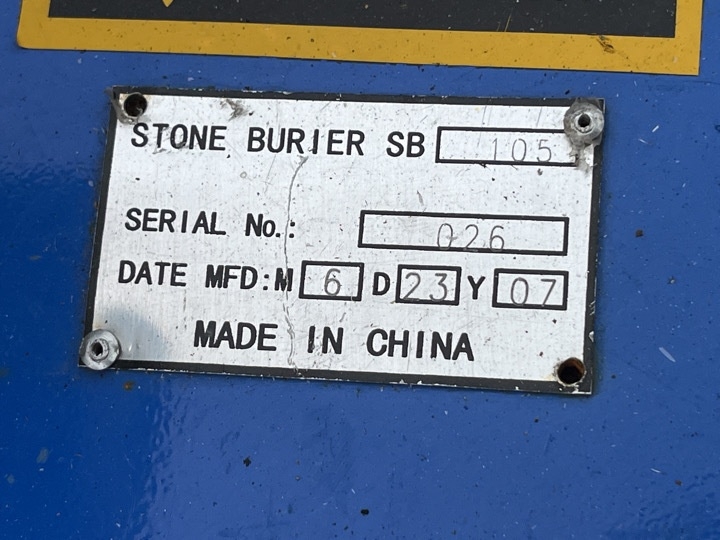 STONE BURIER SB 105
SERIAL No.: 026
DATE MFD:M 6 D 23 Y 07
MADE IN CHINA